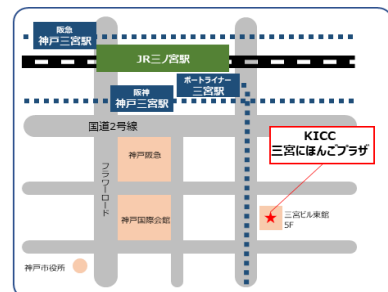 阪急
神戸三宮駅
JR三ノ宮駅
ポートライナー
三宮駅
阪神
神戸三宮駅
国道2号線
KICC
三宮にほんごプラザ
フラワーロード
神戸阪急
神戸国際会館
三宮ビル東館
5F
神戸市役所